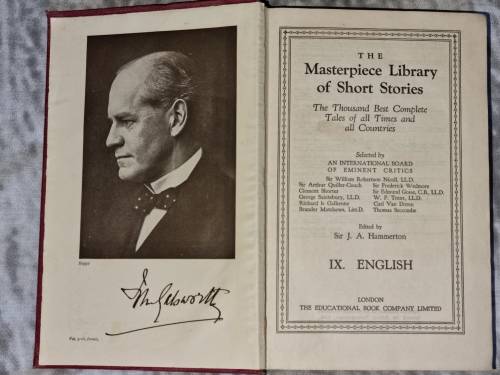 Hoppé
John Galsworthy
THE
Masterpiece Library
of Short Stories
The Thousand Best Complete
Tales of all Times and
all Countries
Selected by
AN INTERNATIONAL BOARD
OF EMINENT CRITICS
Sir William Robertson Nicoll, LL.D.
Sir Arthur Quiller-Couch Sir Frederick Wedmore
Clement Shorter Sir Edmund Gosse, C.B., LL.D.
George Saintsbury, LL.D. W. P. Trent, LL.D.
Richard le Gallienne Carl Van Doren
Brander Matthews, Litt.D. Thomas Seccombe
Edited by
Sir J. A. Hammerton
IX. ENGLISH
LONDON
THE EDUCATIONAL BOOK COMPANY LIMITED